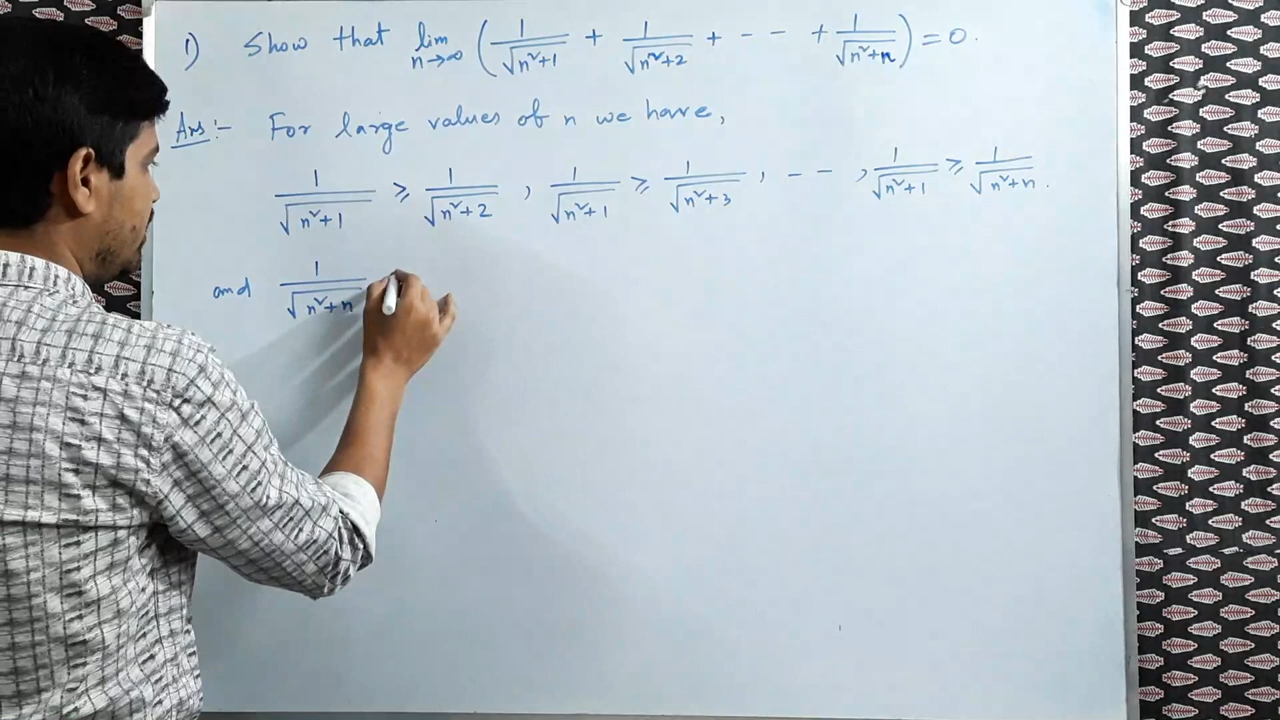 1) Show that lim n→∞ (1/√(n²+1) + 1/√(n²+2) + - - + 1/√(n²+n)) = 0.
Ans :- For large values of n we have,
1/√(n²+1) ≥ 1/√(n²+2) , 1/√(n²+1) ≥ 1/√(n²+3) , - - , 1/√(n²+1) ≥ 1/√(n²+n) .
and 1/√(n²+n)